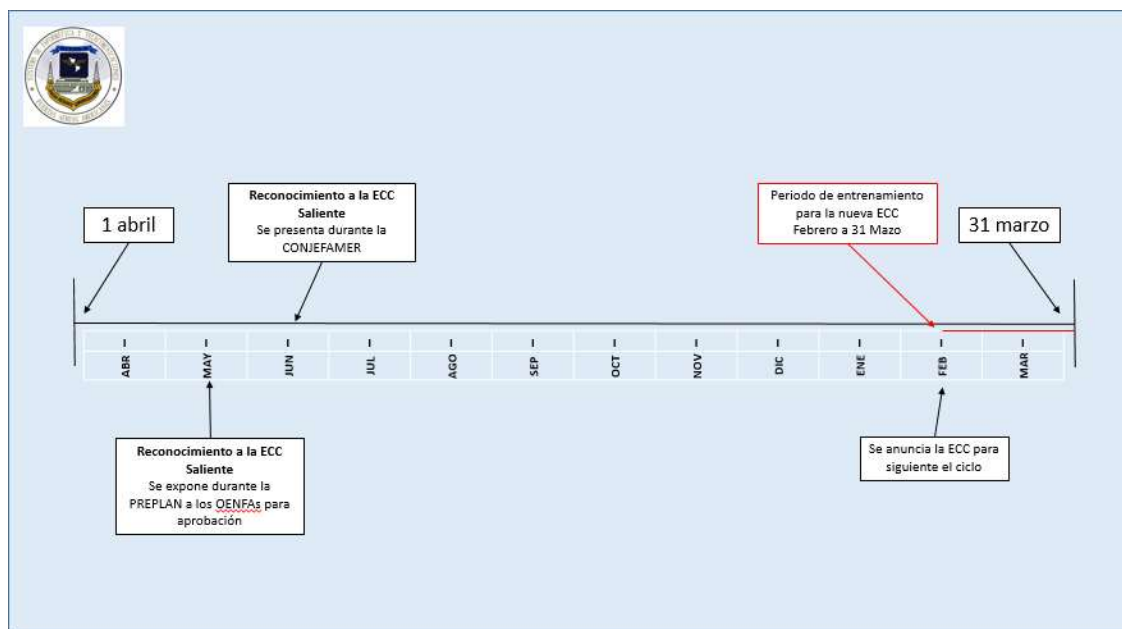 Reconocimiento a la ECC
Saliente
Se presenta durante la
CONJEFAMER
Periodo de entrenamiento
para la nueva ECC
Febrero a 31 Mazo
1 abril
31 marzo
ABR
MAY
JUN
JUL
AGO
SEP
OCT
NOV
DIC
ENE
FEB
MAR
Reconocimiento a la ECC
Saliente
Se expone durante la
PREPLAN a los OENFAs para
aprobación
Se anuncia la ECC para
siguiente el ciclo